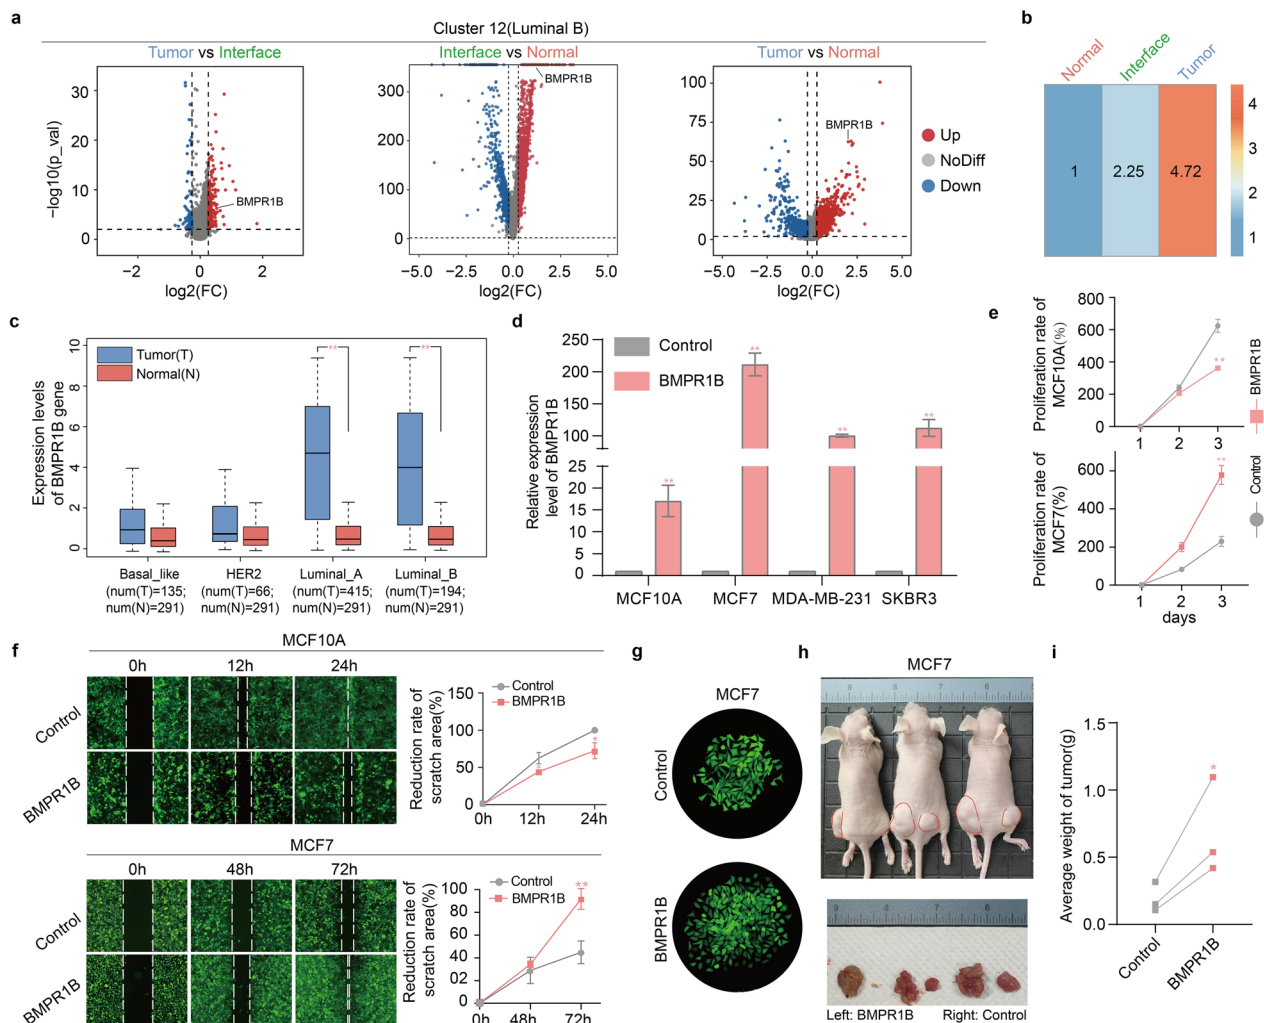 a
Cluster 12(Luminal B)
Tumor vs Interface
Interface vs Normal
Tumor vs Normal
−log10(p_val)
30
20
10
0
−2
0
2
log2(FC)
BMPR1B
300
200
100
0
−5.0
−2.5
0.0
2.5
5.0
log2(FC)
BMPR1B
100
75
50
25
0
−5.0
−2.5
0.0
2.5
5.0
log2(FC)
BMPR1B
Up
NoDiff
Down
b
Normal
Interface
Tumor
1
2.25
4.72
4
3
2
1
c
Expression levels
of BMPR1B gene
10
8
6
4
2
0
Tumor(T)
Normal(N)
**
**
Basal_like
(num(T)=135;
num(N)=291)
HER2
(num(T)=66;
num(N)=291)
Luminal_A
(num(T)=415;
num(N)=291)
Luminal_B
(num(T)=194;
num(N)=291)
d
Relative expression
level of BMPR1B
250
200
150
100
25
20
15
10
5
0
Control
BMPR1B
**
**
**
**
MCF10A
MCF7
MDA-MB-231
SKBR3
e
Proliferation rate of
MCF10A(%)
800
600
400
200
0
**
1
2
3
Proliferation rate of
MCF7(%)
600
400
200
0
**
1
2
3
days
BMPR1B
Control
f
MCF10A
0h
12h
24h
Control
BMPR1B
Reduction rate of
scratch area(%)
150
100
50
0
Control
BMPR1B
*
*
0h
12h
24h
MCF7
0h
48h
72h
Control
BMPR1B
Reduction rate of
scratch area(%)
100
80
60
40
02
0
Control
BMPR1B
**
0h
48h
72h
g
MCF7
Control
BMPR1B
h
MCF7
9
8
7
6
9
8
7
6
Left: BMPR1B
Right: Control
i
Average weight of tumor(g)
1.5
1.0
0.5
0.0
*
Control
BMPR1B